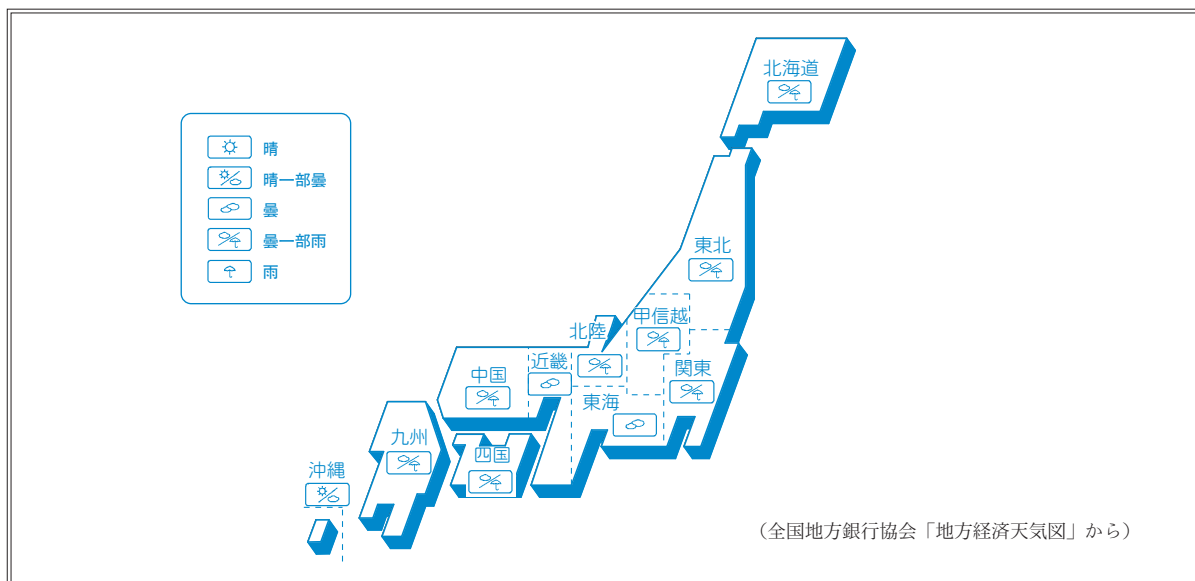 晴
晴一部曇
曇
曇一部雨
雨
北海道
東北
甲信越
北陸
近畿
関東
中国
東海
九州
四国
沖縄
（全国地方銀行協会「地方経済天気図」から）